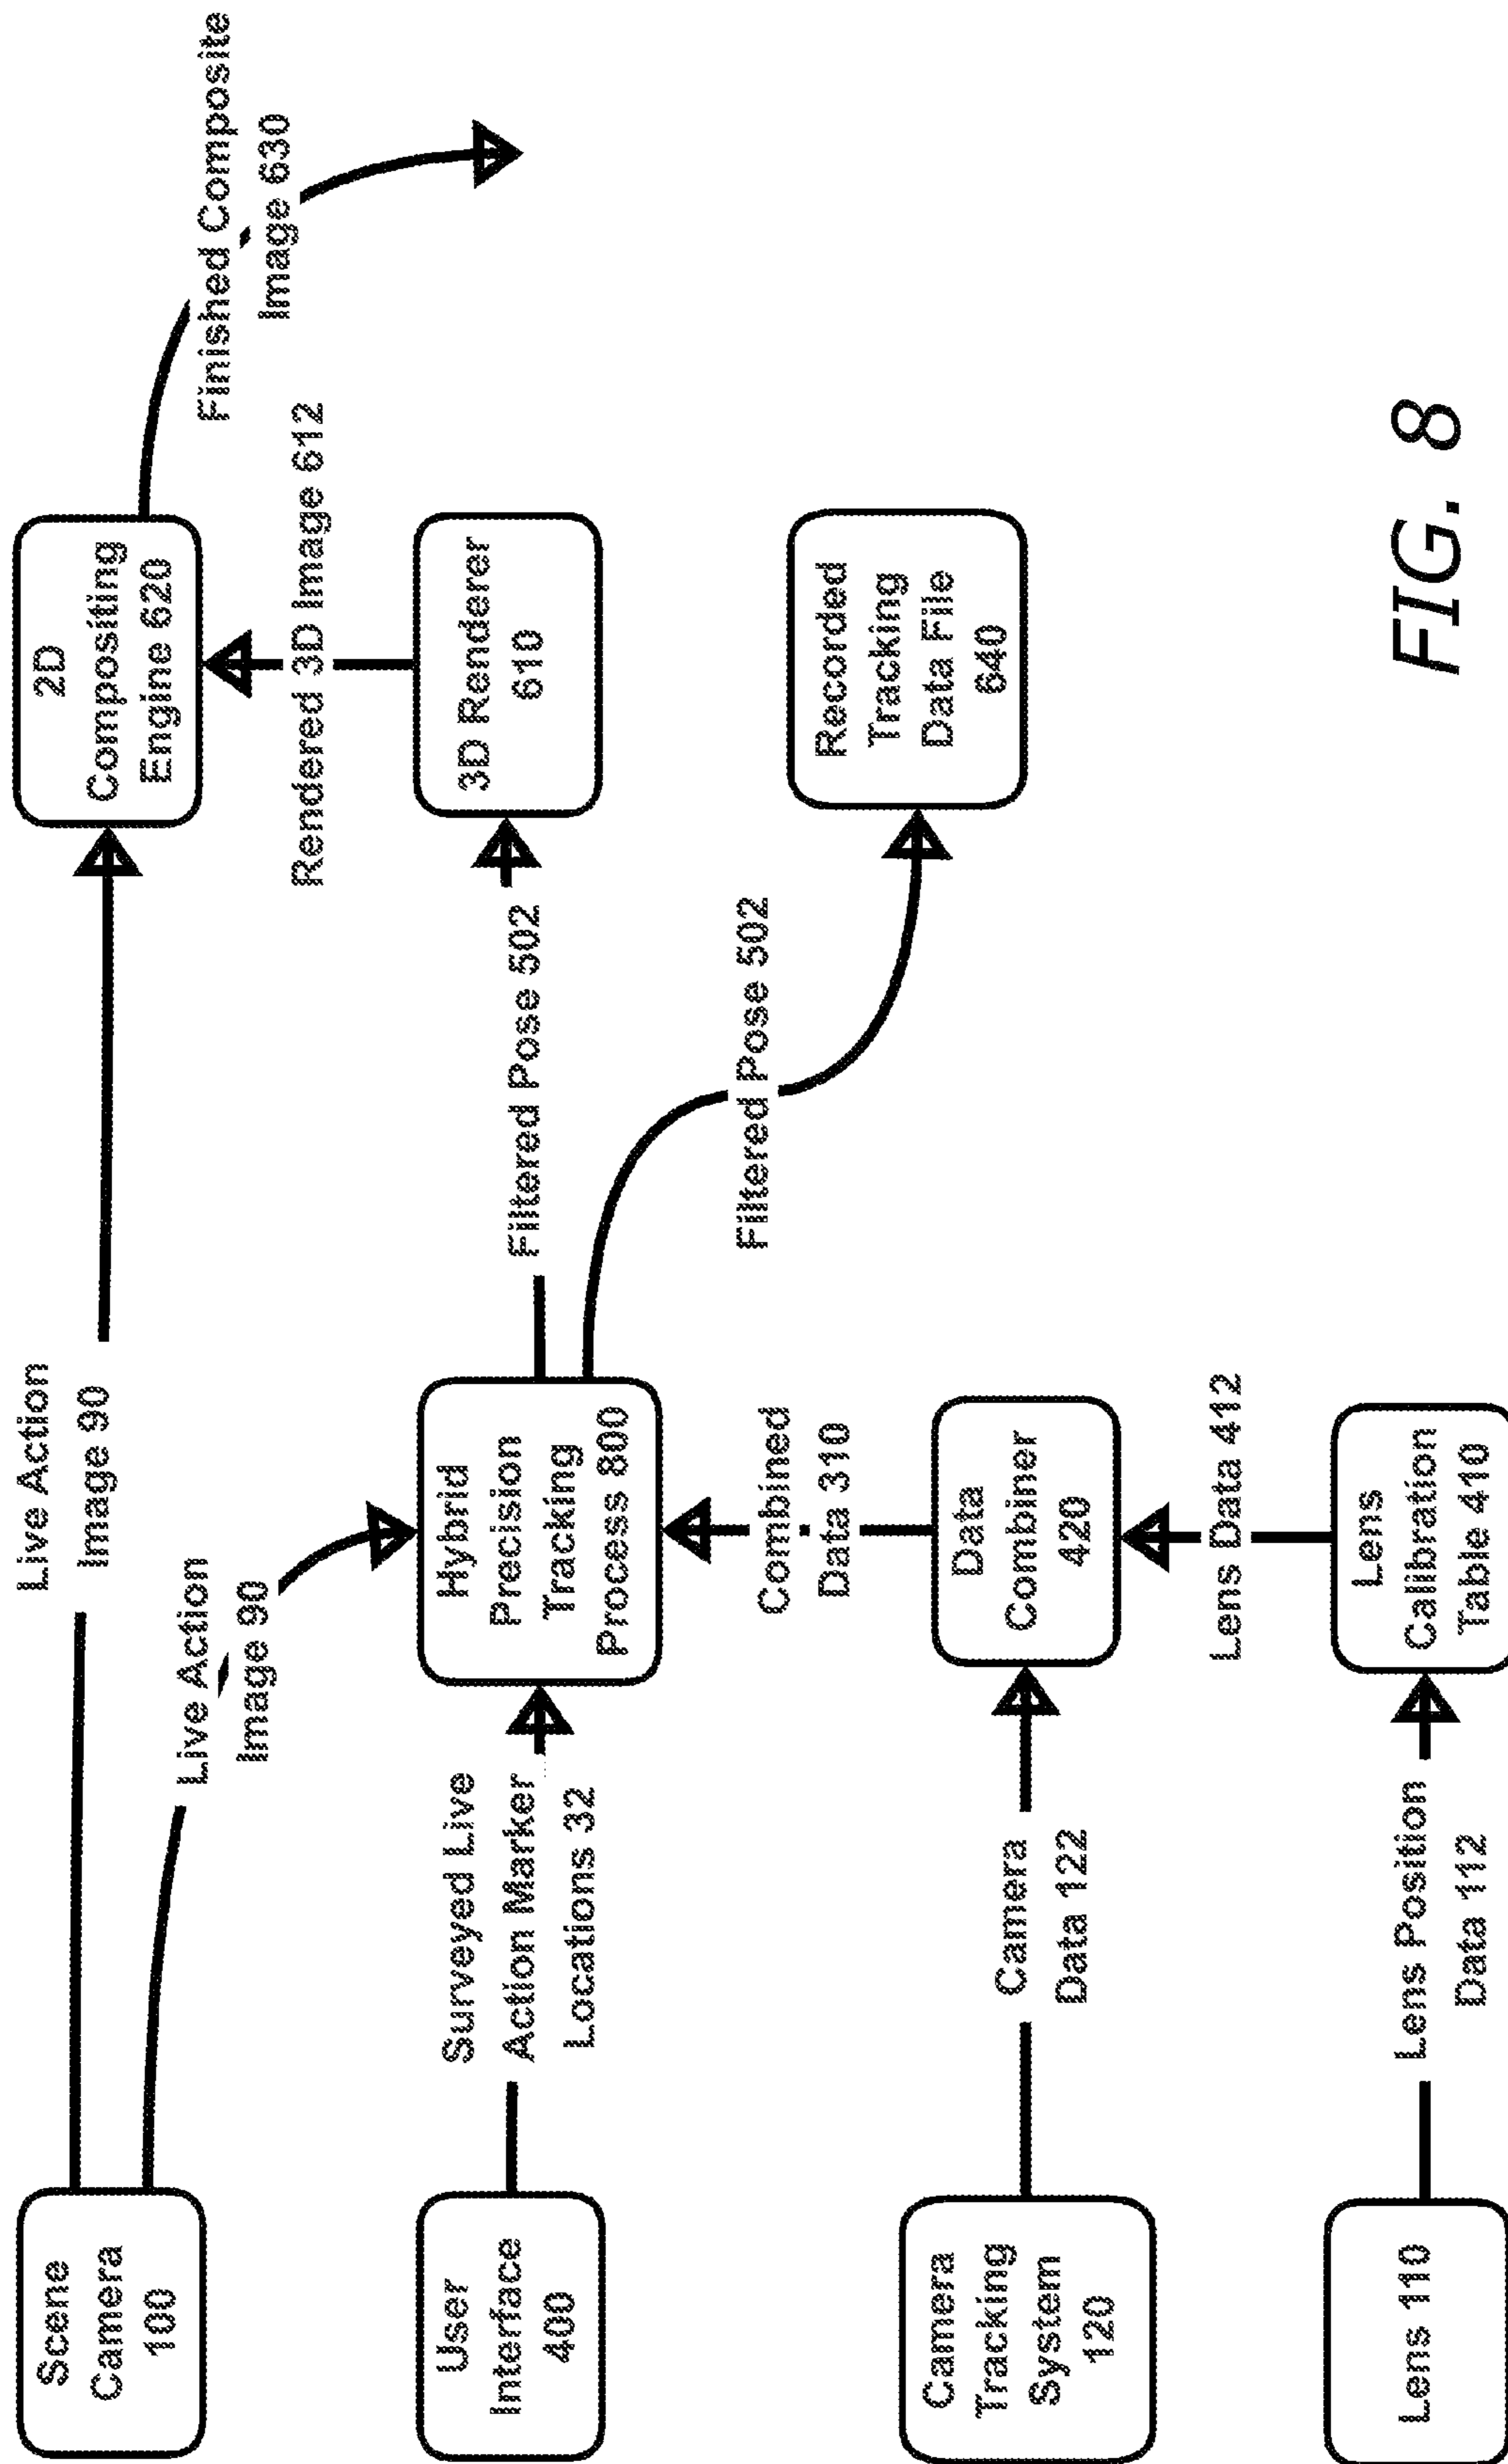 Scene
Camera
100
Live Action
Image 90
2D
Compositing
Engine 620
Finished Composite
Image 630
Live Action
Image 90
Rendered 3D Image 612
User
Interface
400
Surveyed Live
Action Marker
Locations 32
Hybrid
Precision
Tracking
Process 800
Filtered Pose 502
3D Renderer
610
Filtered Pose 502
Combined
Data 310
Recorded
Tracking
Data File
640
Camera
Tracking
System
120
Camera
Data 122
Data
Combiner
420
Lens Data 412
Lens 110
Lens Position
Data 112
Lens
Calibration
Table 410
FIG. 8